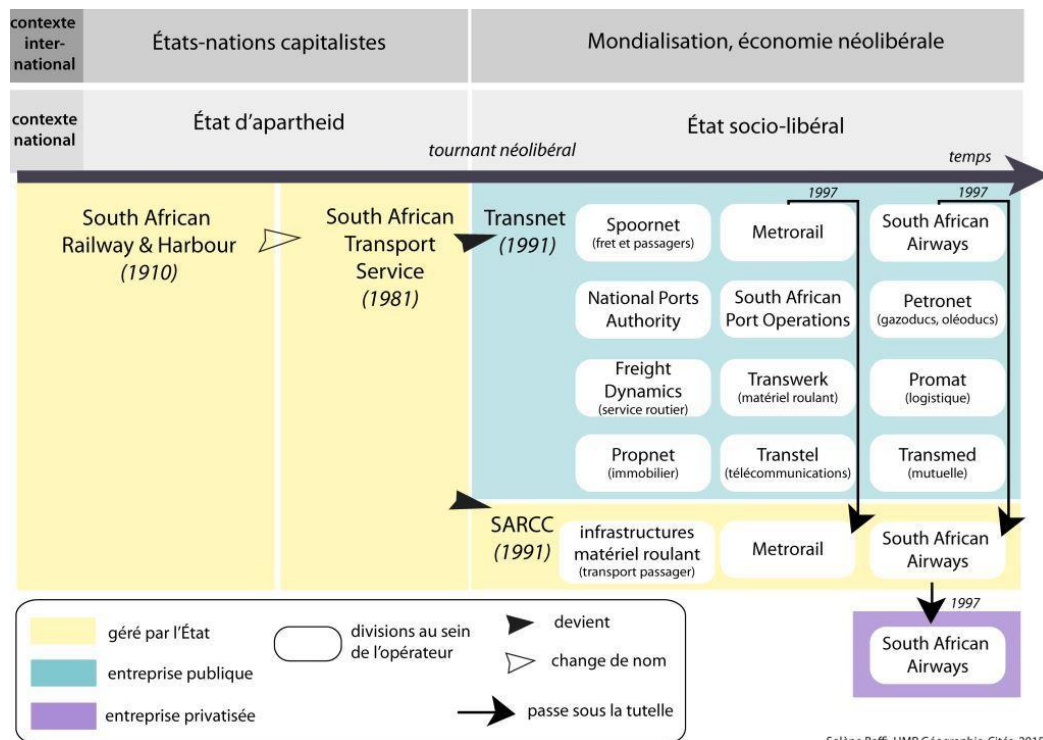 contexte
inter-
national
États-nations capitalistes
Mondialisation, économie néolibérale
contexte
national
État d'apartheid
État socio-libéral
tournant néolibéral
temps
South African
Railway & Harbour
(1910)
South African
Transport
Service
(1981)
Transnet
(1991)
1997
1997
Spoornet
(fret et passagers)
Metrorail
South African
Airways
National Ports
Authority
South African
Port Operations
Petronet
(gazoducs, oléoducs)
Freight
Dynamics
(service routier)
Transwerk
(matériel roulant)
Promat
(logistique)
Propnet
(immobilier)
Transtel
(télécommunications)
Transmed
(mutuelle)
SARCC
(1991)
infrastructures
matériel roulant
(transport passager)
Metrorail
South African
Airways
1997
South African
Airways
géré par l'État
entreprise publique
entreprise privatisée
divisions au sein
de l'opérateur
devient
change de nom
passe sous la tutelle